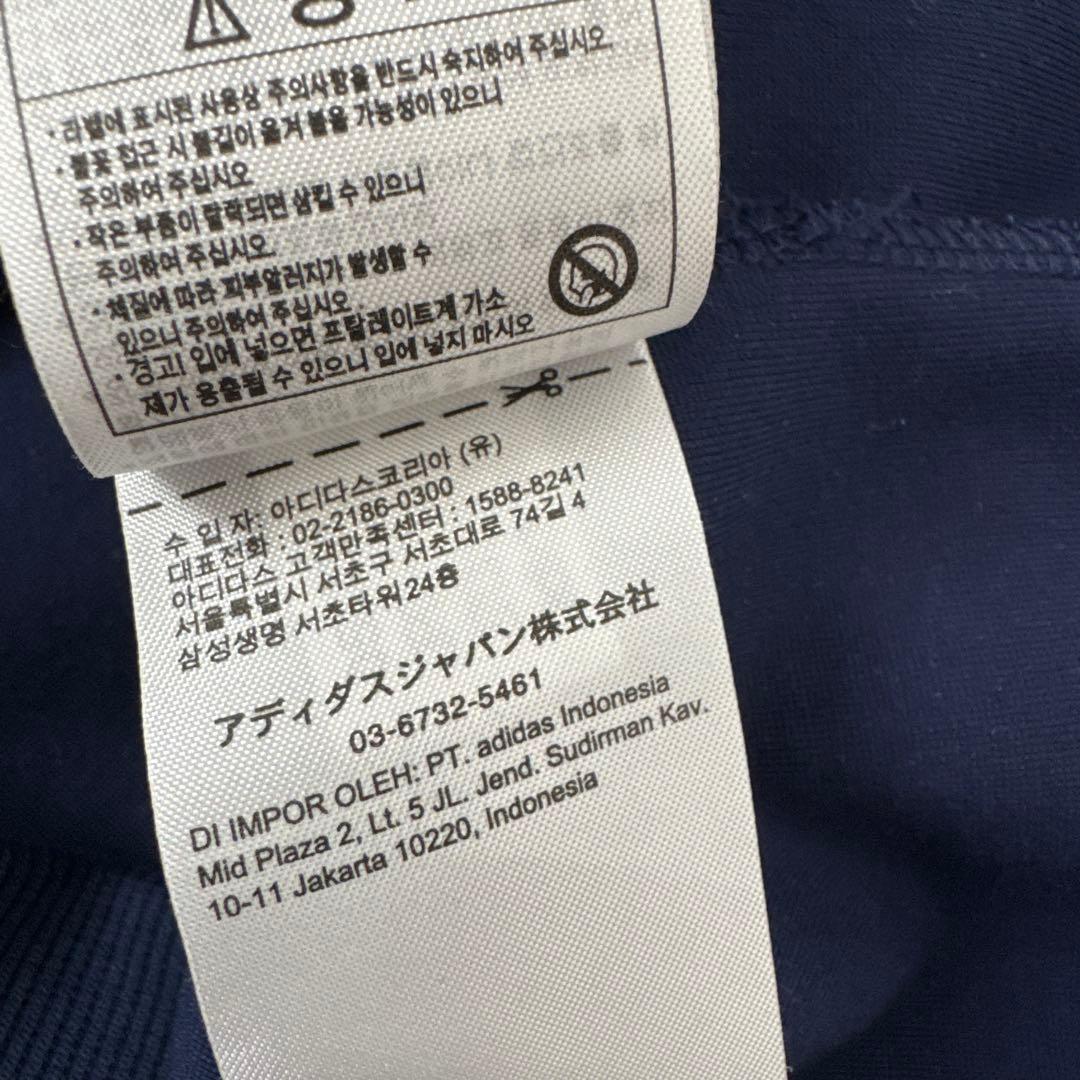 · 라벨에 표시된 사용상 주의사항을 반드시 숙지하여 주십시오.
· 불꽃 접근 시 불길이 옮겨 붙을 가능성이 있으니
주의하여 주십시오
· 작은 부품이 탈락되면 삼킬 수 있으니
주의하여 주십시오.
· 재질에 따라 피부알러지가 발생할 수
있으니 주의하여 주십시오
· 경고! 입에 넣으면 프탈레이트계 가소
제가 용출될 수 있으니 입에 넣지 마시오
수 입 자: 아디다스코리아 (유)
대표전화 : 02-2186-0300
아디다스 고객만족센터 : 1588-8241
서울특별시 서초구 서초대로 74길 4
삼성생명 서초타워24층
アディダスジャパン株式会社
03-6732-5461
DI IMPOR OLEH: PT. adidas Indonesia
Mid Plaza 2, Lt. 5 JL. Jend. Sudirman Kav.
10-11 Jakarta 10220, Indonesia